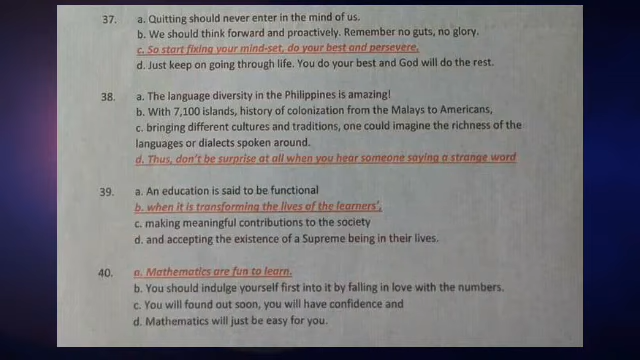 37. a. Quitting should never enter in the mind of us.
b. We should think forward and proactively. Remember no guts, no glory.
c. So start fixing your mind-set, do your best and persevere.
d. Just keep on going through life. You do your best and God will do the rest.
38. a. The language diversity in the Philippines is amazing!
b. With 7,100 islands, history of colonization from the Malays to Americans,
c. bringing different cultures and traditions, one could imagine the richness of the
languages or dialects spoken around.
d. Thus, don't be surprise at all when you hear someone saying a strange word
39. a. An education is said to be functional
b. when it is transforming the lives of the learners',
c. making meaningful contributions to the society
d. and accepting the existence of a Supreme being in their lives.
40. a. Mathematics are fun to learn.
b. You should indulge yourself first into it by falling in love with the numbers.
c. You will found out soon, you will have confidence and
d. Mathematics will just be easy for you.